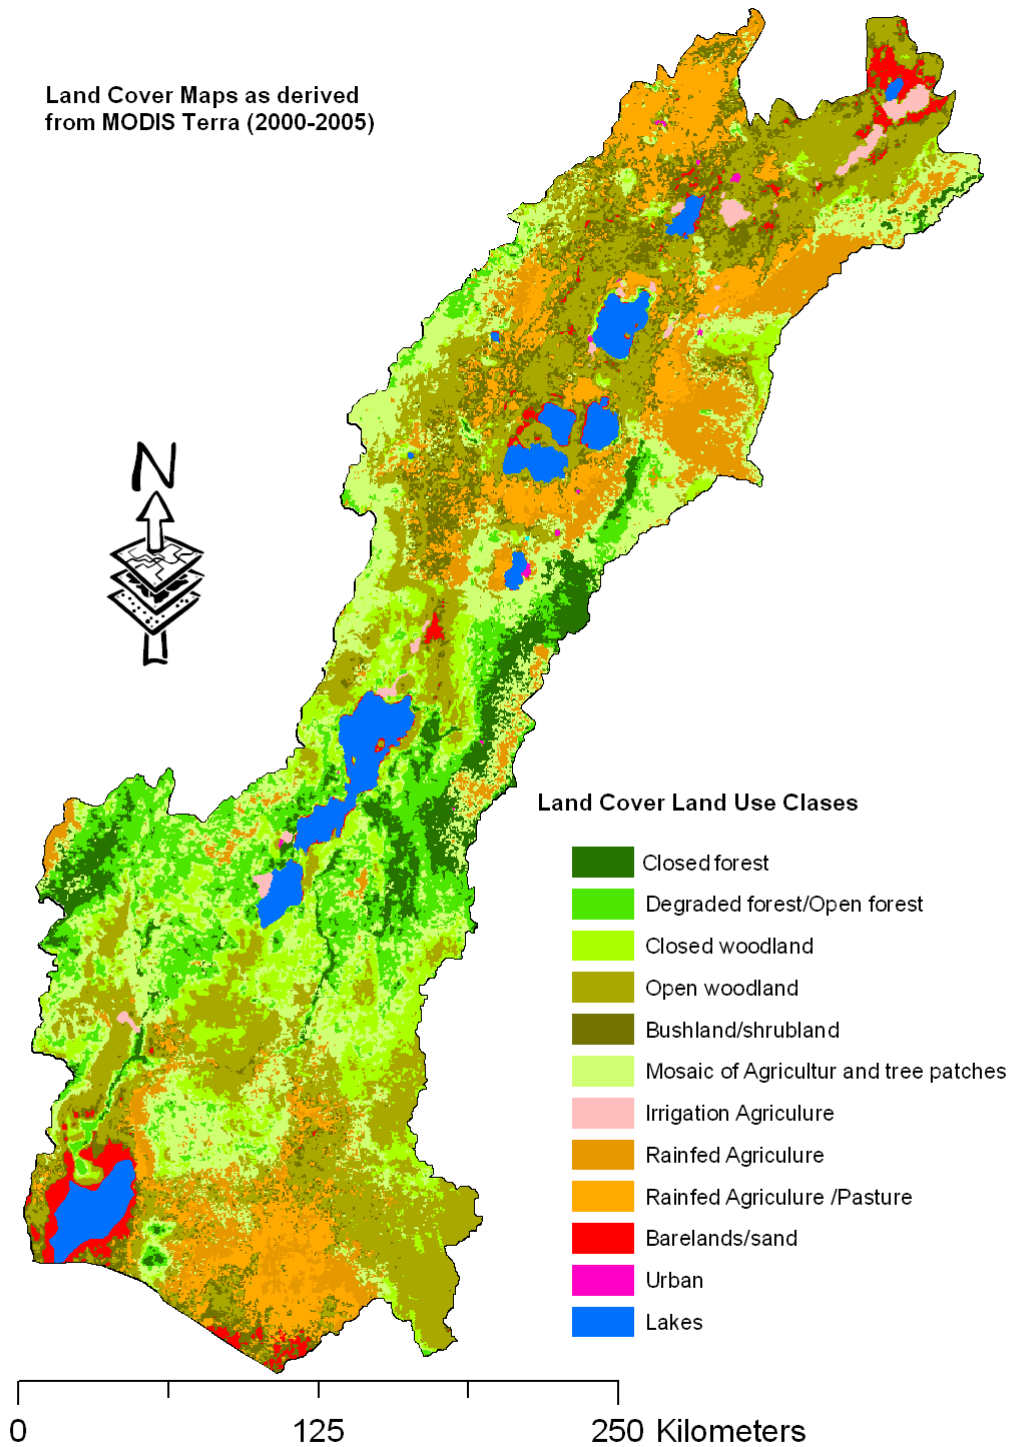 Land Cover Maps as derived
from MODIS Terra (2000-2005)
N
Land Cover Land Use Clases
Closed forest
Degraded forest/Open forest
Closed woodland
Open woodland
Bushland/shrubland
Mosaic of Agricultur and tree patches
Irrigation Agriculure
Rainfed Agriculure
Rainfed Agriculure /Pasture
Barelands/sand
Urban
Lakes
0 125 250 Kilometers